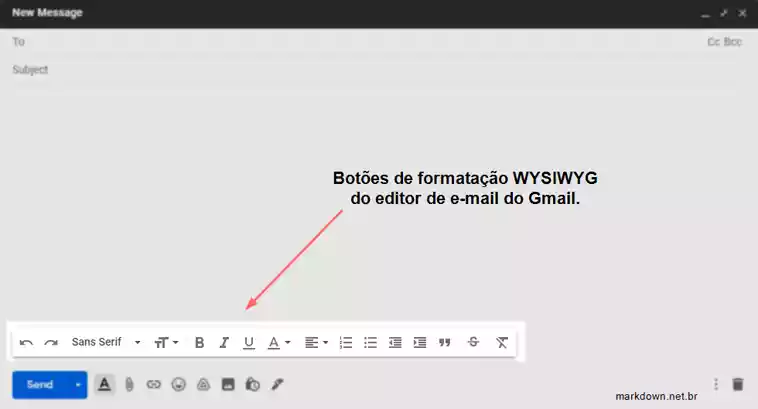 New Message
To Cc Bcc
Subject
Botões de formatação WYSIWYG
do editor de e-mail do Gmail.
Sans Serif
Send
markdown.net.br